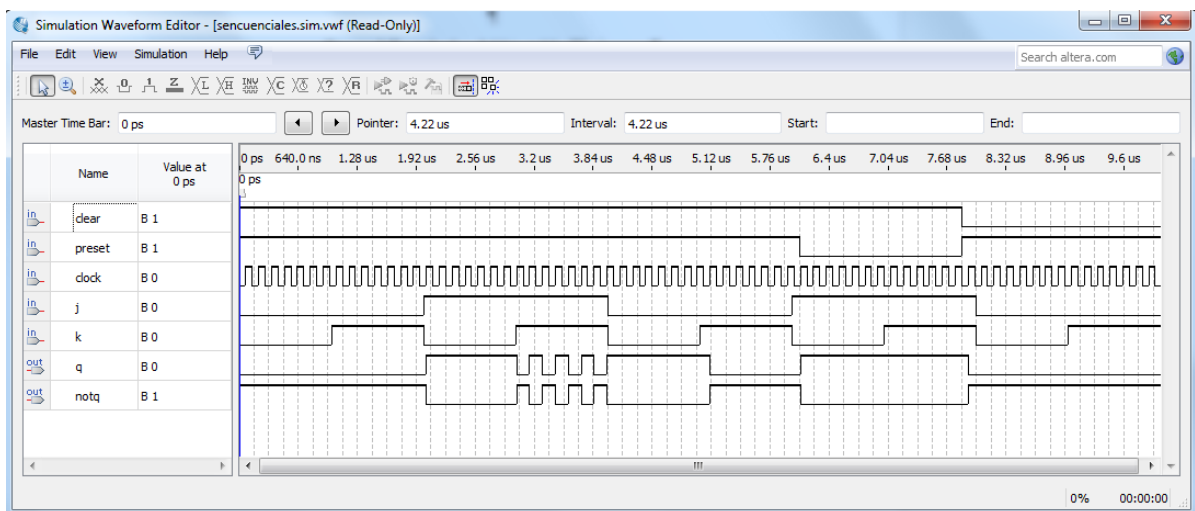 Simulation Waveform Editor - [sencuenciales.sim.vwf (Read-Only)]
File Edit View Simulation Help
Search altera.com
Master Time Bar: 0 ps Pointer: 4.22 us Interval: 4.22 us Start: End:
Name Value at 0 ps
0 ps 640.0 ns 1.28 us 1.92 us 2.56 us 3.2 us 3.84 us 4.48 us 5.12 us 5.76 us 6.4 us 7.04 us 7.68 us 8.32 us 8.96 us 9.6 us
0 ps
in clear B 1
in preset B 1
in clock B 0
in j B 0
in k B 0
out q B 0
out notq B 1
0% 00:00:00